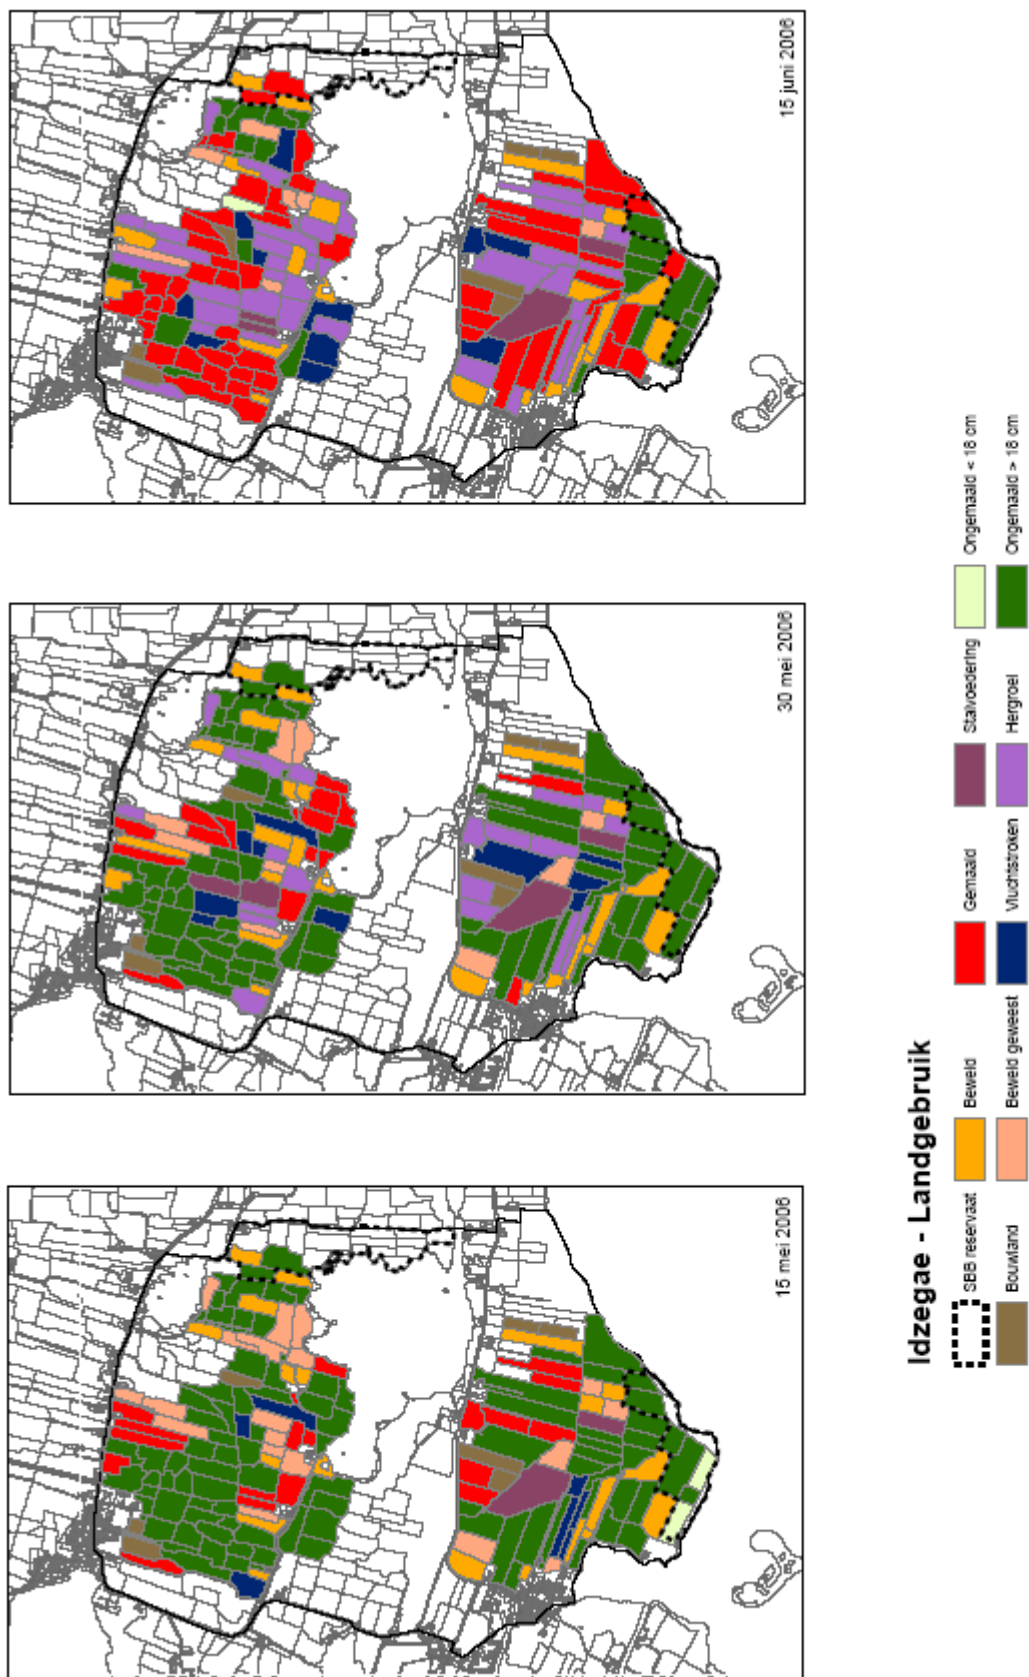 15 mei 2006
30 mei 2006
15 juni 2006
Idzegae - Landgebruik
SBB reservaat
Beweid
Gemaaid
Stalvoedering
Ongemaaid < 18 cm
Bouwland
Beweid geweest
Vluchtstroken
Hergroei
Ongemaaid > 18 cm